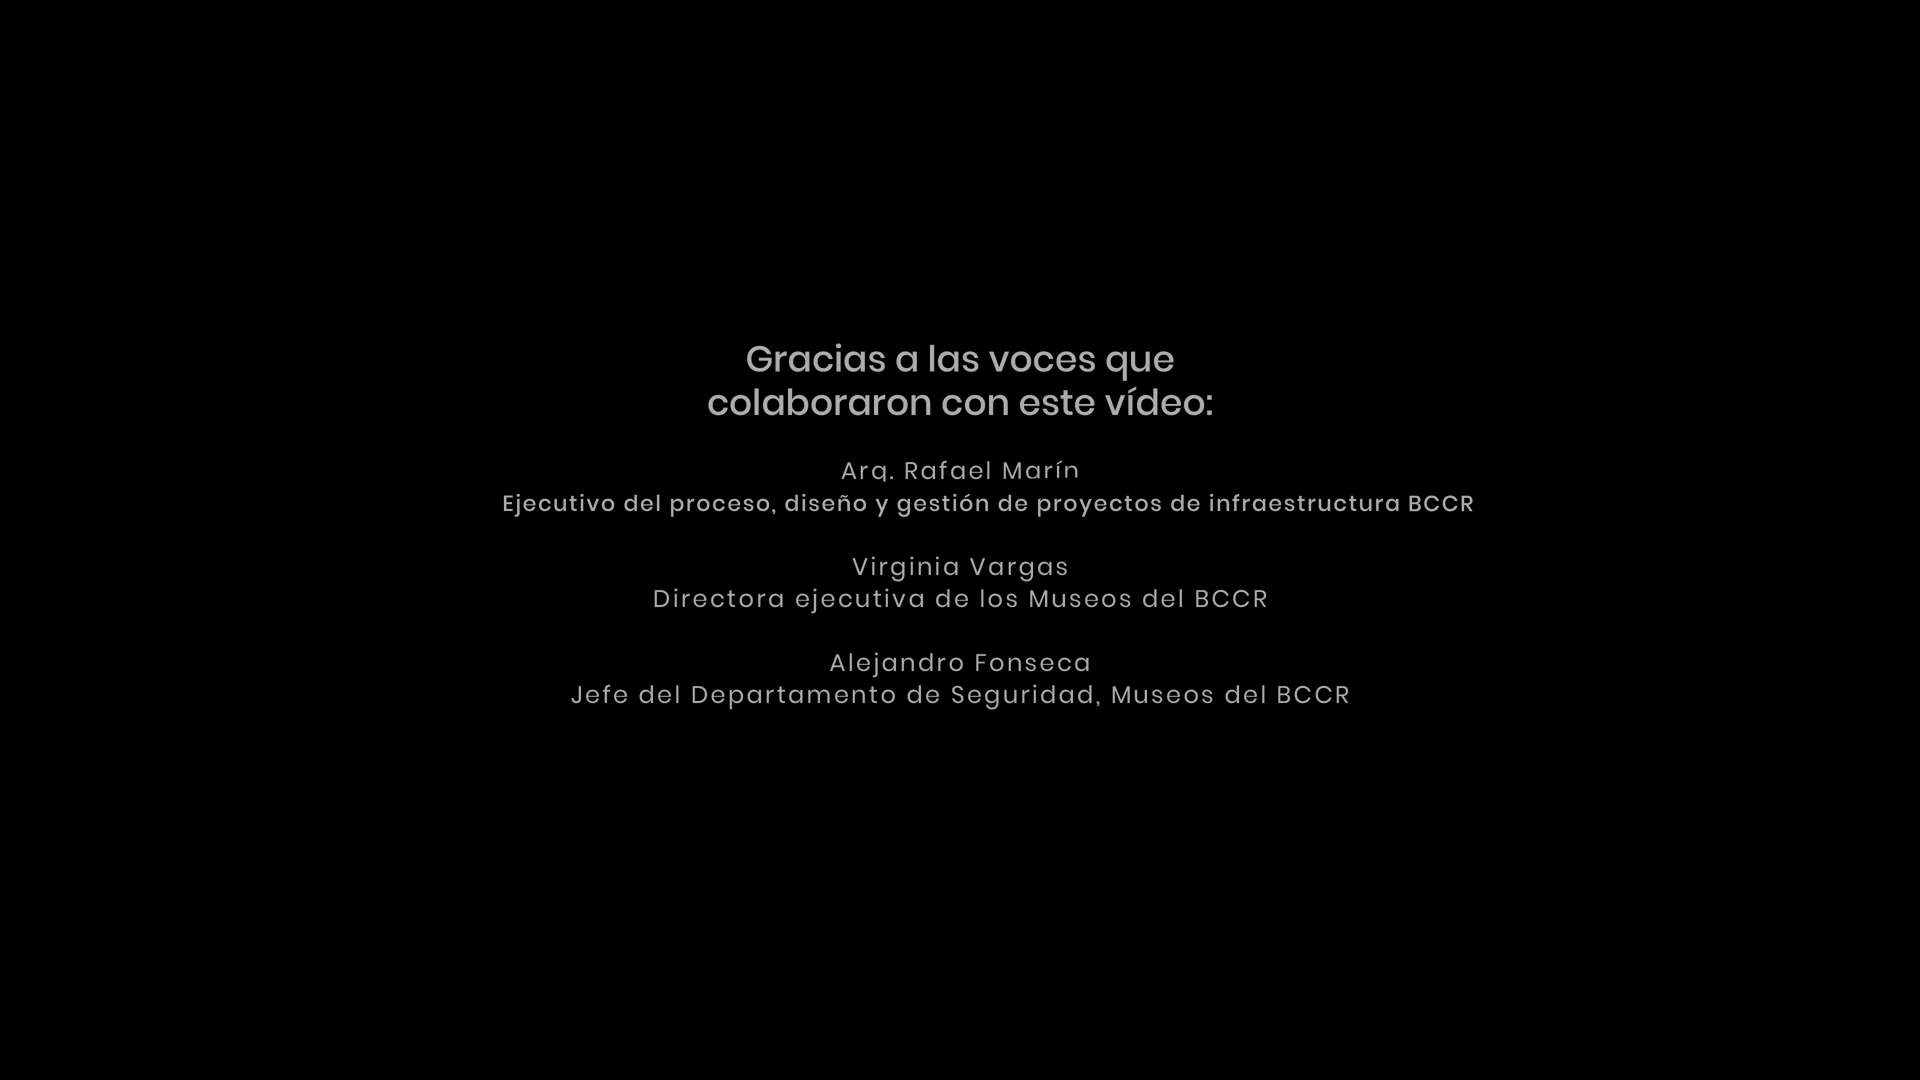 Gracias a las voces que
colaboraron con este vídeo:
Arq. Rafael Marín
Ejecutivo del proceso, diseño y gestión de proyectos de infraestructura BCCR
Virginia Vargas
Directora ejecutiva de los Museos del BCCR
Alejandro Fonseca
Jefe del Departamento de Seguridad, Museos del BCCR